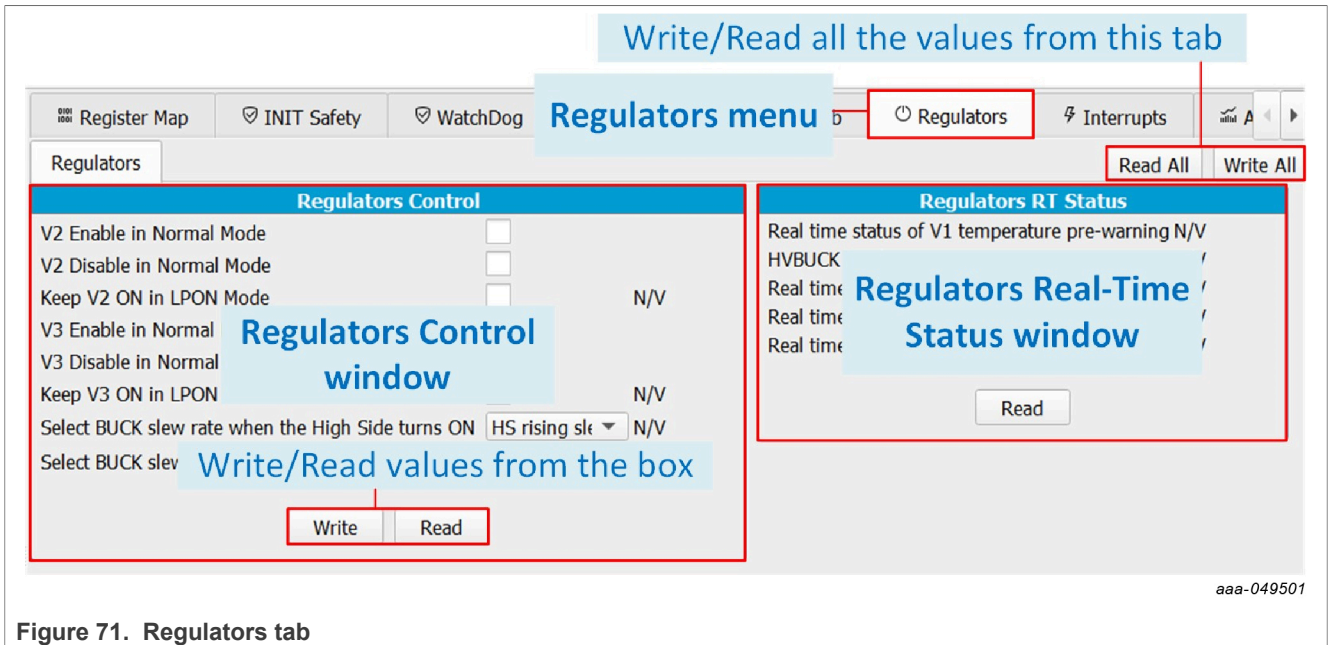 Write/Read all the values from this tab
Register Map INIT Safety WatchDog Regulators menu Regulators Interrupts A
Regulators Read All Write All
Regulators Control
V2 Enable in Normal Mode
V2 Disable in Normal Mode
Keep V2 ON in LPON Mode N/V
V3 Enable in Normal
V3 Disable in Normal
Keep V3 ON in LPON N/V
Regulators Control
window
Select BUCK slew rate when the High Side turns ON HS rising sle N/V
Select BUCK slew
Write/Read values from the box
Write Read
Regulators RT Status
Real time status of V1 temperature pre-warning N/V
HVBUCK
Real time
Real time
Real time
Regulators Real-Time
Status window
Read
aaa-049501
Figure 71. Regulators tab